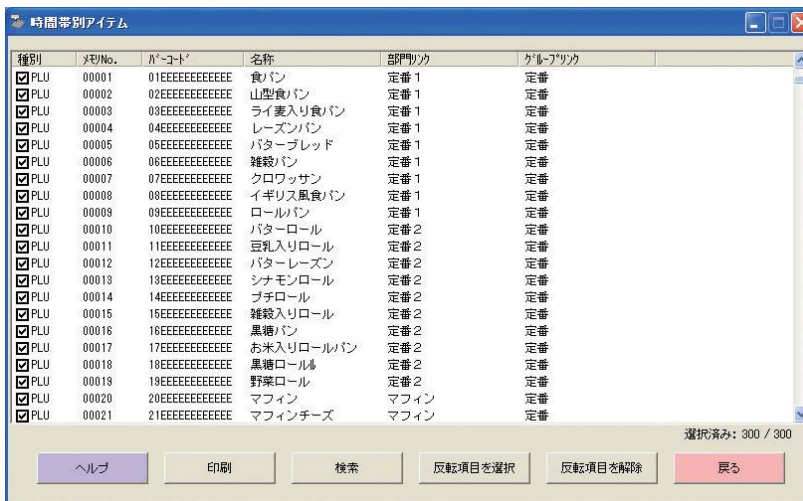 時間帯別アイテム
種別 ﾒﾓﾘNo. ﾊﾞｰｺｰﾄﾞ 名称 部門ﾘﾝｸ ｸﾞﾙｰﾌﾟﾘﾝｸ
PLU 00001 01EEEEEEEEEEE 食パン 定番１ 定番
PLU 00002 02EEEEEEEEEEE 山型食パン 定番１ 定番
PLU 00003 03EEEEEEEEEEE ライ麦入り食パン 定番１ 定番
PLU 00004 04EEEEEEEEEEE レーズンパン 定番１ 定番
PLU 00005 05EEEEEEEEEEE バターブレッド 定番１ 定番
PLU 00006 06EEEEEEEEEEE 雑穀パン 定番１ 定番
PLU 00007 07EEEEEEEEEEE クロワッサン 定番１ 定番
PLU 00008 08EEEEEEEEEEE イギリス風食パン 定番１ 定番
PLU 00009 09EEEEEEEEEEE ロールパン 定番１ 定番
PLU 00010 10EEEEEEEEEEE バターロール 定番２ 定番
PLU 00011 11EEEEEEEEEEE 豆乳入りロール 定番２ 定番
PLU 00012 12EEEEEEEEEEE バターレーズン 定番２ 定番
PLU 00013 13EEEEEEEEEEE シナモンロール 定番２ 定番
PLU 00014 14EEEEEEEEEEE プチロール 定番２ 定番
PLU 00015 15EEEEEEEEEEE 雑穀入りロール 定番２ 定番
PLU 00016 16EEEEEEEEEEE 黒糖パン 定番２ 定番
PLU 00017 17EEEEEEEEEEE お米入りロールパン 定番２ 定番
PLU 00018 18EEEEEEEEEEE 黒糖ロール 定番２ 定番
PLU 00019 19EEEEEEEEEEE 野菜ロール 定番２ 定番
PLU 00020 20EEEEEEEEEEE マフィン マフィン 定番
PLU 00021 21EEEEEEEEEEE マフィンチーズ マフィン 定番
選択済み: 300 / 300
ヘルプ 印刷 検索 反転項目を選択 反転項目を解除 戻る